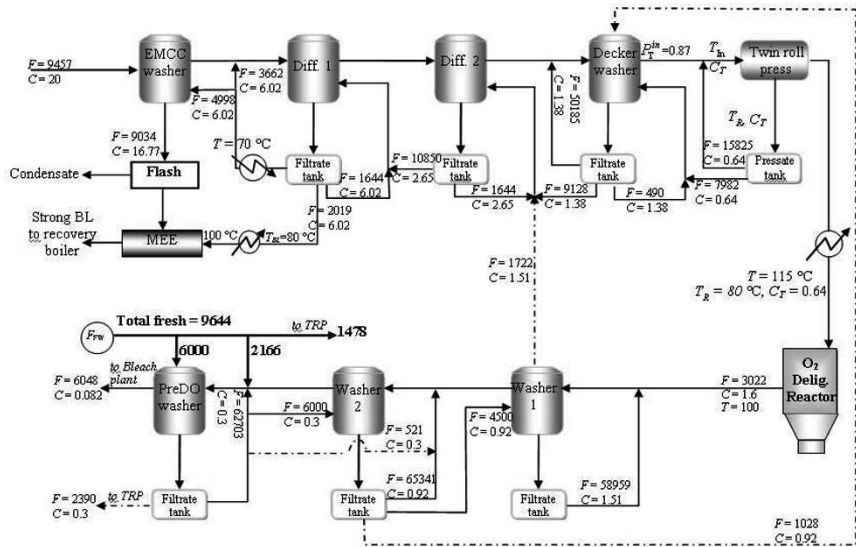 F = 9457
C = 20
EMCC
washer
F = 3662
C = 6.02
F = 4998
C = 6.02
Diff. 1
Diff. 2
Decker
washer
P_T^in = 0.87
T_in
C_T
Twin roll
press
F = 50185
C = 1.38
T_R, C_T
F = 9034
C = 16.77
T = 70 °C
F = 15825
C = 0.64
Flash
Condensate
Filtrate
tank
F = 10850
C = 2.65
Filtrate
tank
Filtrate
tank
Pressate
tank
F = 1644
C = 6.02
F = 1644
C = 2.65
F = 9128
C = 1.38
F = 490
C = 1.38
F = 7982
C = 0.64
F = 2019
C = 6.02
Strong BL
to recovery
boiler
MEE
100 °C
=80 °C
F = 1722
C = 1.51
T = 115 °C
T_R = 80 °C, C_T = 0.64
F_FW
Total fresh = 9644
to TRP
1478
6000
2166
F = 6048
C = 0.082
to Bleach
plant
PreDO
washer
F = 62703
C = 0.3
F = 6000
C = 0.3
Washer
2
F = 521
C = 0.3
F = 4500
C = 0.92
Washer
1
F = 3022
C = 1.6
T = 100
O2
Delig.
Reactor
F = 65341
C = 0.92
F = 58959
C = 1.51
F = 2390
C = 0.3
to TRP
Filtrate
tank
Filtrate
tank
Filtrate
tank
F = 1028
C = 0.92